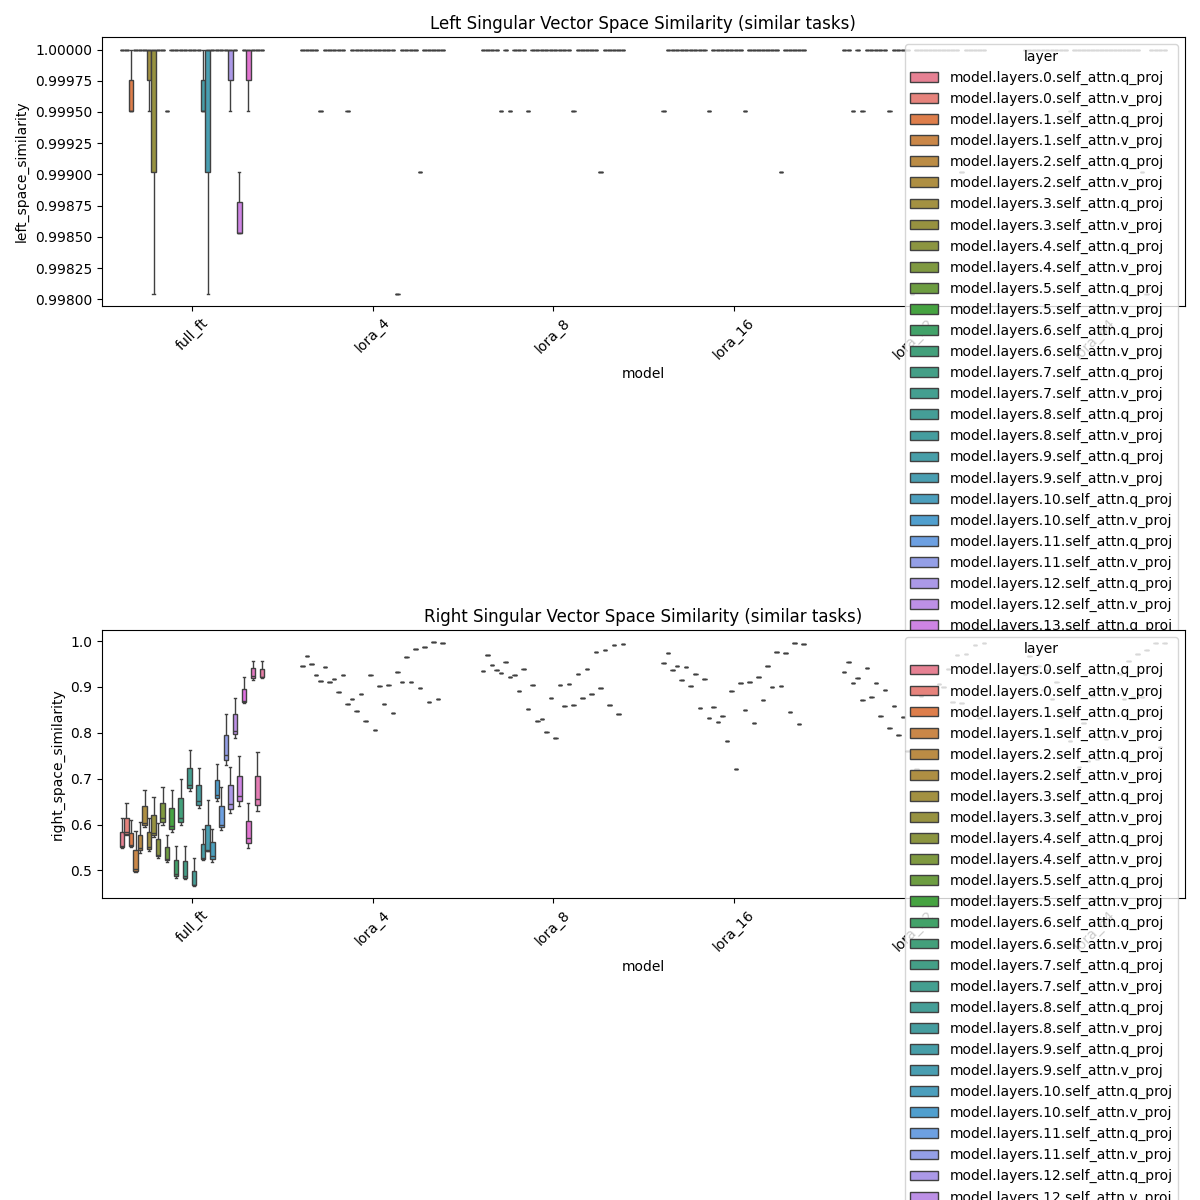 Left Singular Vector Space Similarity (similar tasks)
left_space_similarity
1.00000
0.99975
0.99950
0.99925
0.99900
0.99875
0.99850
0.99825
0.99800
full_ft
lora_4
lora_8
lora_16
model
layer
model.layers.0.self_attn.q_proj
model.layers.0.self_attn.v_proj
model.layers.1.self_attn.q_proj
model.layers.1.self_attn.v_proj
model.layers.2.self_attn.q_proj
model.layers.2.self_attn.v_proj
model.layers.3.self_attn.q_proj
model.layers.3.self_attn.v_proj
model.layers.4.self_attn.q_proj
model.layers.4.self_attn.v_proj
model.layers.5.self_attn.q_proj
model.layers.5.self_attn.v_proj
model.layers.6.self_attn.q_proj
model.layers.6.self_attn.v_proj
model.layers.7.self_attn.q_proj
model.layers.7.self_attn.v_proj
model.layers.8.self_attn.q_proj
model.layers.8.self_attn.v_proj
model.layers.9.self_attn.q_proj
model.layers.9.self_attn.v_proj
model.layers.10.self_attn.q_proj
model.layers.10.self_attn.v_proj
model.layers.11.self_attn.q_proj
model.layers.11.self_attn.v_proj
model.layers.12.self_attn.q_proj
model.layers.12.self_attn.v_proj
model.layers.13.self_attn.q_proj
Right Singular Vector Space Similarity (similar tasks)
right_space_similarity
1.0
0.9
0.8
0.7
0.6
0.5
full_ft
lora_4
lora_8
lora_16
model
layer
model.layers.0.self_attn.q_proj
model.layers.0.self_attn.v_proj
model.layers.1.self_attn.q_proj
model.layers.1.self_attn.v_proj
model.layers.2.self_attn.q_proj
model.layers.2.self_attn.v_proj
model.layers.3.self_attn.q_proj
model.layers.3.self_attn.v_proj
model.layers.4.self_attn.q_proj
model.layers.4.self_attn.v_proj
model.layers.5.self_attn.q_proj
model.layers.5.self_attn.v_proj
model.layers.6.self_attn.q_proj
model.layers.6.self_attn.v_proj
model.layers.7.self_attn.q_proj
model.layers.7.self_attn.v_proj
model.layers.8.self_attn.q_proj
model.layers.8.self_attn.v_proj
model.layers.9.self_attn.q_proj
model.layers.9.self_attn.v_proj
model.layers.10.self_attn.q_proj
model.layers.10.self_attn.v_proj
model.layers.11.self_attn.q_proj
model.layers.11.self_attn.v_proj
model.layers.12.self_attn.q_proj
model.layers.12.self_attn.v_proj